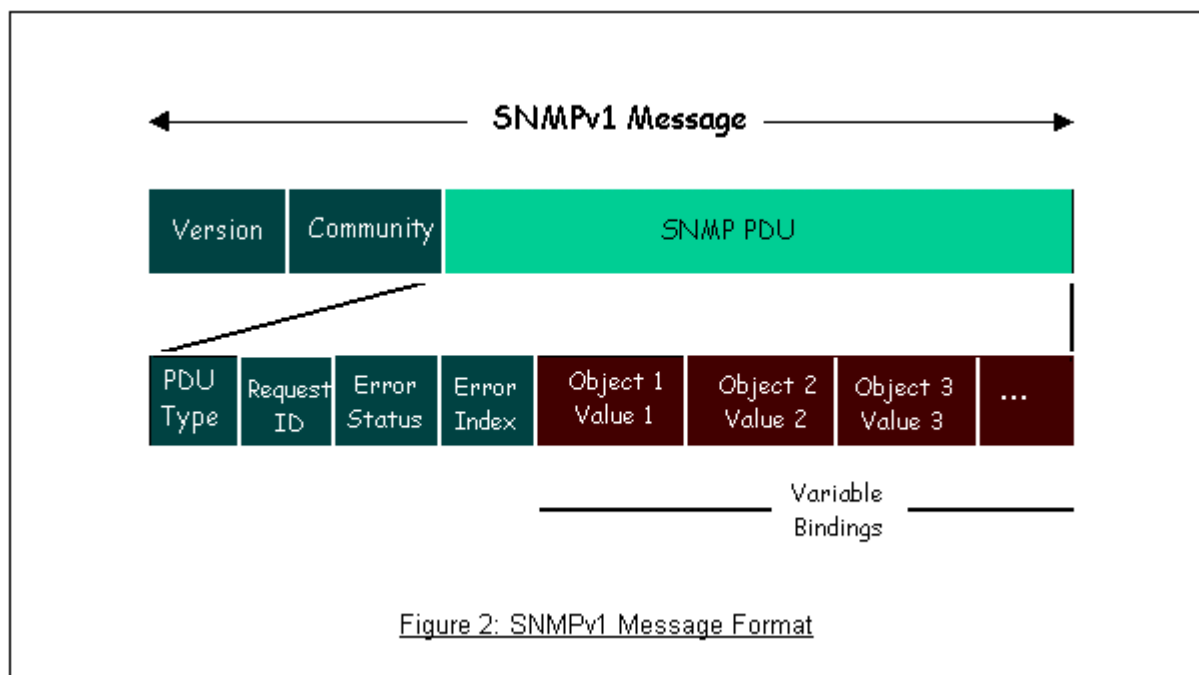 SNMPv1 Message
Version
Community
SNMP PDU
PDU
Type
Request
ID
Error
Status
Error
Index
Object 1
Value 1
Object 2
Value 2
Object 3
Value 3
...
Variable
Bindings
Figure 2: SNMPv1 Message Format